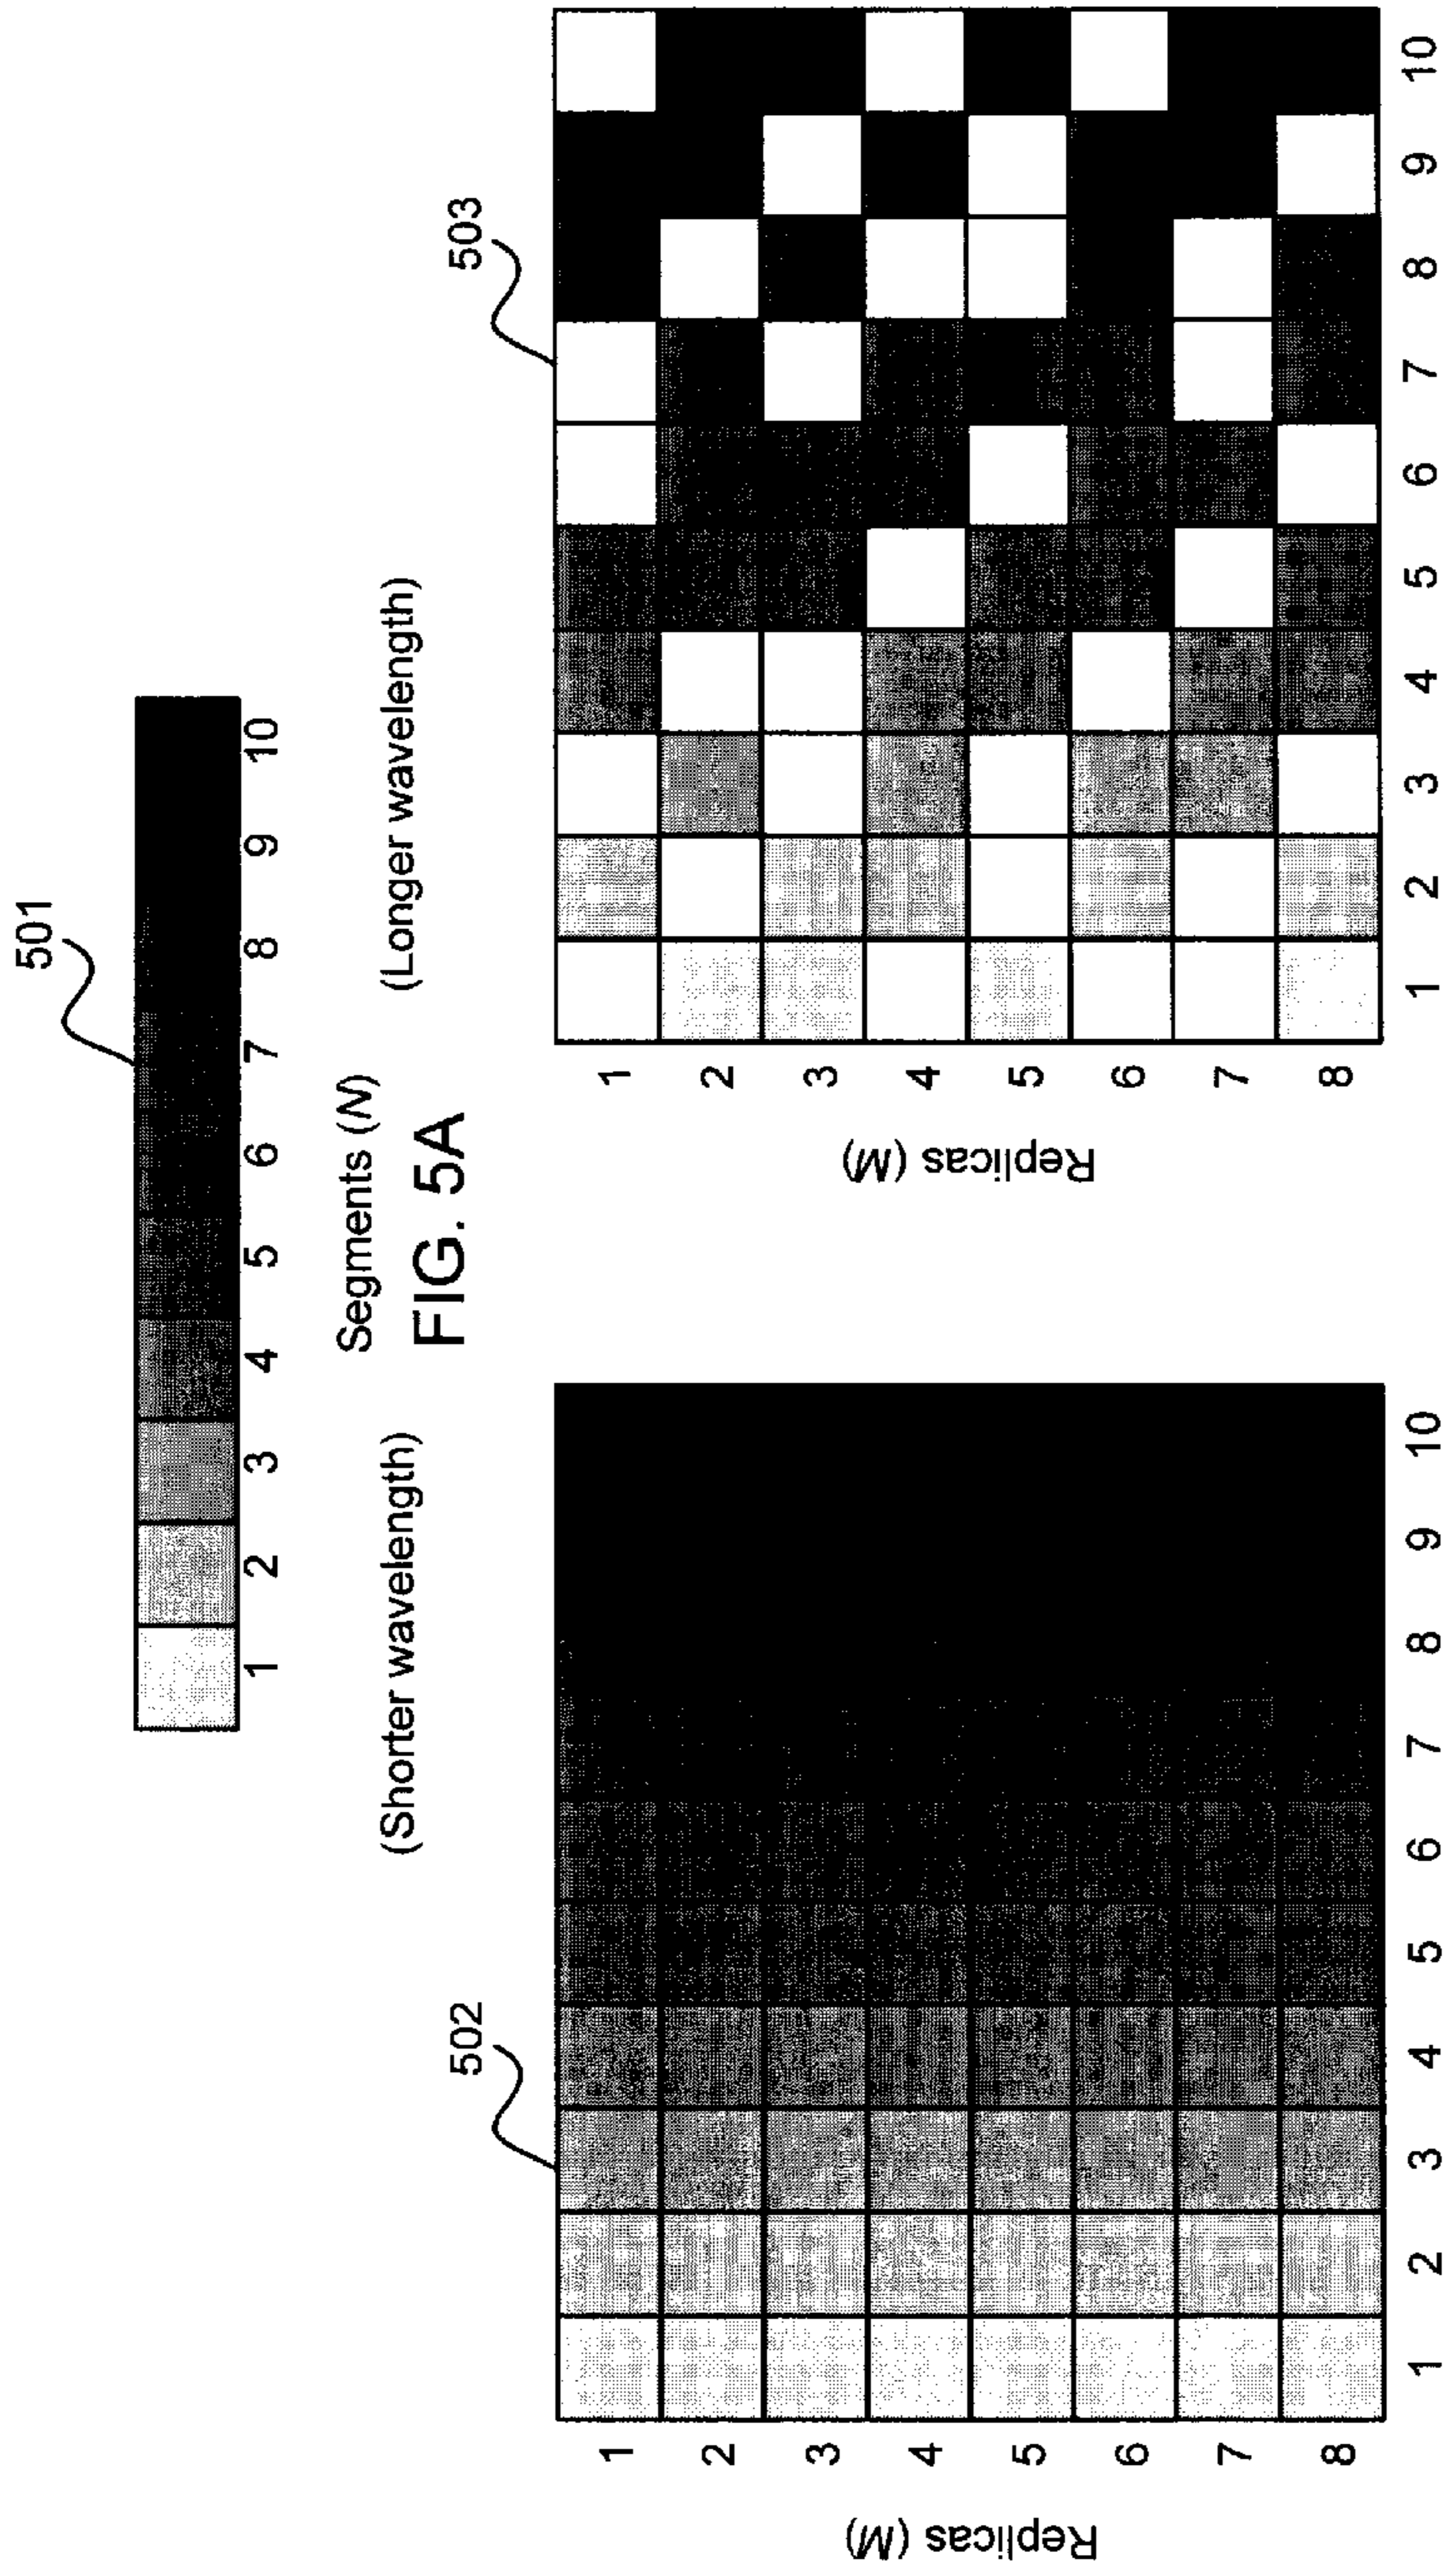 501
1 2 3 4 5 6 7 8 9 10
Segments (N)
(Shorter wavelength) (Longer wavelength)
FIG. 5A
502
Replicas (M)
1
2
3
4
5
6
7
8
1 2 3 4 5 6 7 8 9 10
503
Replicas (M)
1
2
3
4
5
6
7
8
1 2 3 4 5 6 7 8 9 10